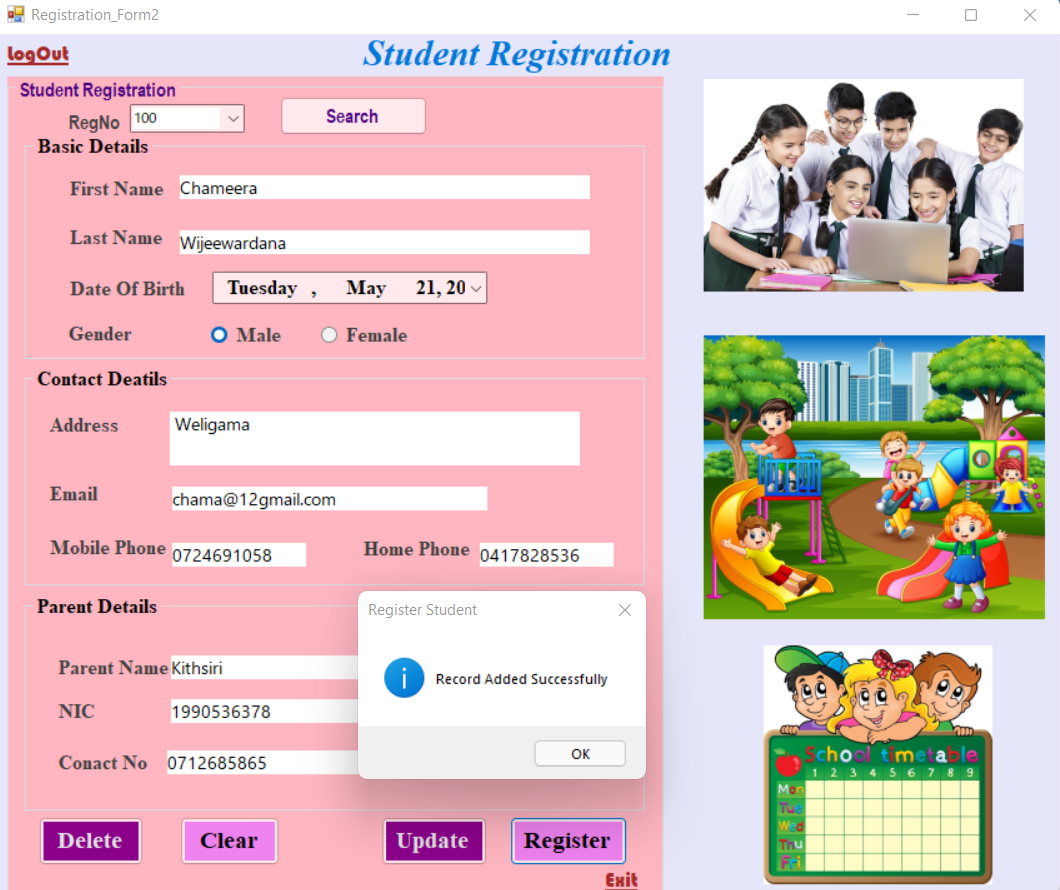 Registration_Form2
LogOut
Student Registration
Student Registration
RegNo 100 Search
Basic Details
First Name Chameera
Last Name Wijeewardana
Date Of Birth Tuesday , May 21, 20
Gender Male Female
Contact Deatils
Address Weligama
Email chama@12gmail.com
Mobile Phone 0724691058 Home Phone 0417828536
Parent Details
Parent Name Kithsiri
NIC 1990536378
Conact No 0712685865
Register Student
i
Record Added Successfully
OK
Delete Clear Update Register
Exit
School timetable
1 2 3 4 5 6 7 8 9
Mon
Tue
Wed
Thu
Fri